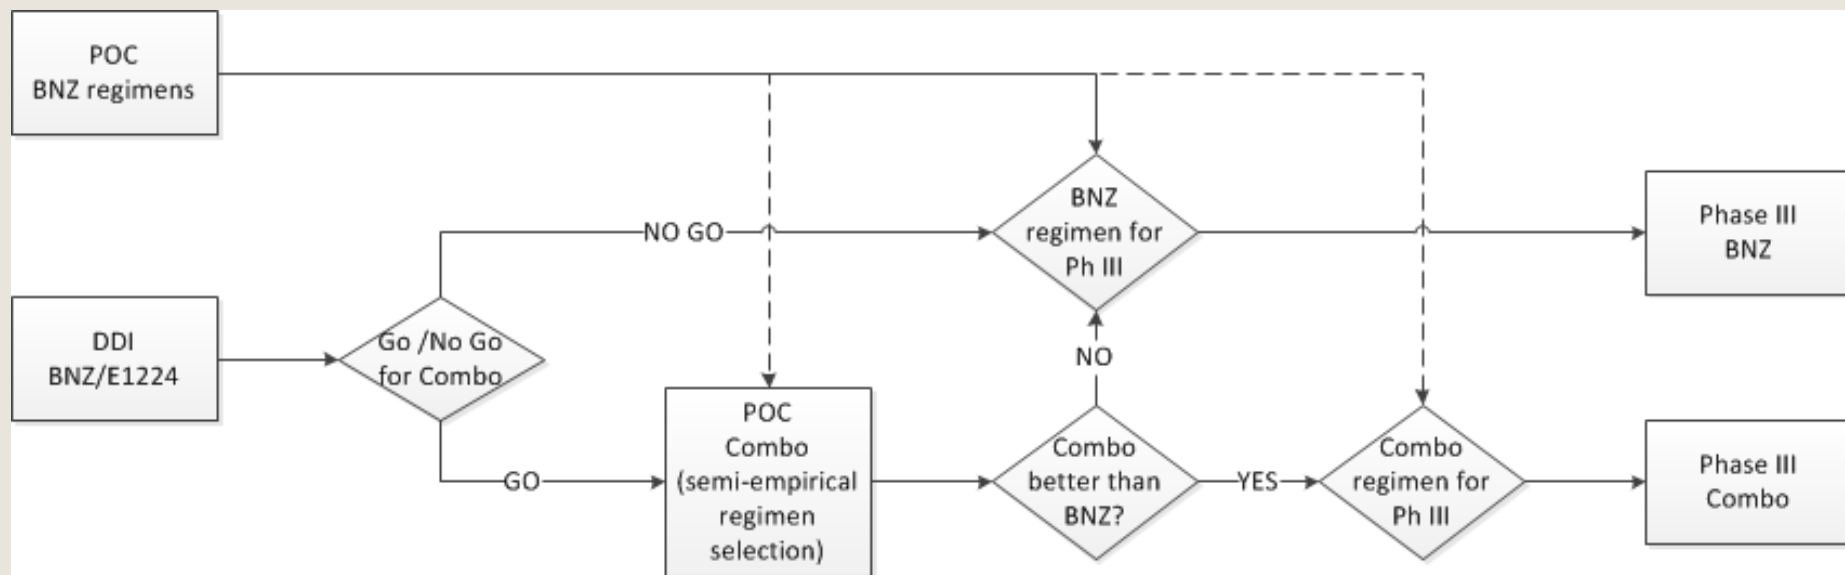 POC
BNZ regimens
BNZ
regimen for
Ph III
NO GO
Phase III
BNZ
DDI
BNZ/E1224
Go /No Go
for Combo
NO
POC
Combo
(semi-empirical
regimen
selection)
GO
Combo
better than
BNZ?
YES
Combo
regimen for
Ph III
Phase III
Combo